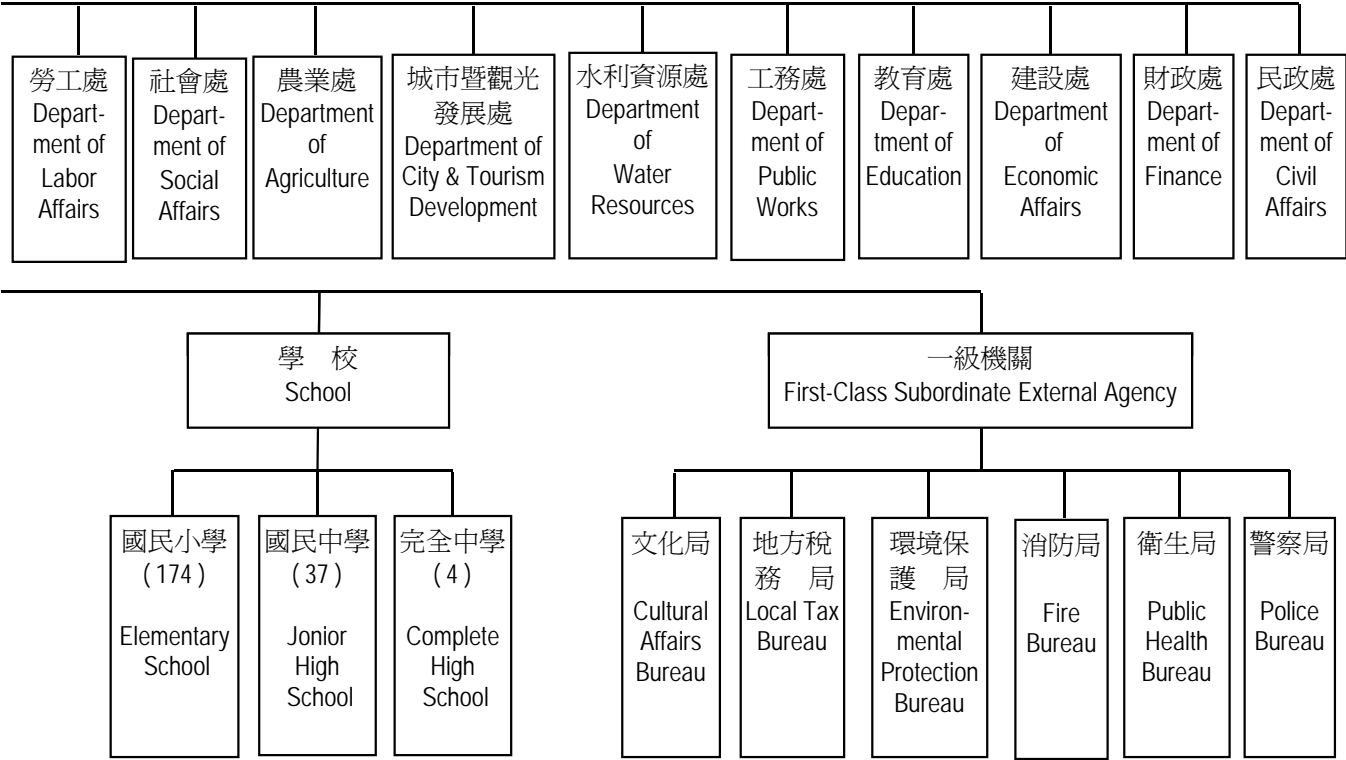 勞工處
Depart-
ment of
Labor
Affairs
社會處
Depart-
ment of
Social
Affairs
農業處
Department
of
Agriculture
城市暨觀光
發展處
Department of
City & Tourism
Development
水利資源處
Department
of
Water
Resources
工務處
Depart-
ment of
Public
Works
教育處
Depar-
tment of
Education
建設處
Department
of
Economic
Affairs
財政處
Depart-
ment of
Finance
民政處
Depart-
ment of
Civil
Affairs
學 校
School
一級機關
First-Class Subordinate External Agency
國民小學
( 174 )
Elementary
School
國民中學
( 37 )
Jonior
High
School
完全中學
( 4 )
Complete
High
School
文化局
Cultural
Affairs
Bureau
地方稅
務 局
Local Tax
Bureau
環境保
護 局
Environ-
mental
Protection
Bureau
消防局
Fire
Bureau
衛生局
Public
Health
Bureau
警察局
Police
Bureau